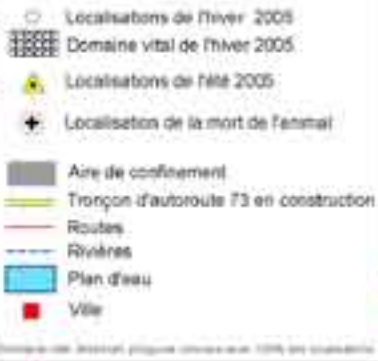 Localisations de l'hiver 2005
Domaine vital de l'hiver 2005
Localisations de l'été 2005
Localisation de la mort de l'animal
Aire de confinement
Tronçon d'autoroute 73 en construction
Routes
Rivières
Plan d'eau
Ville